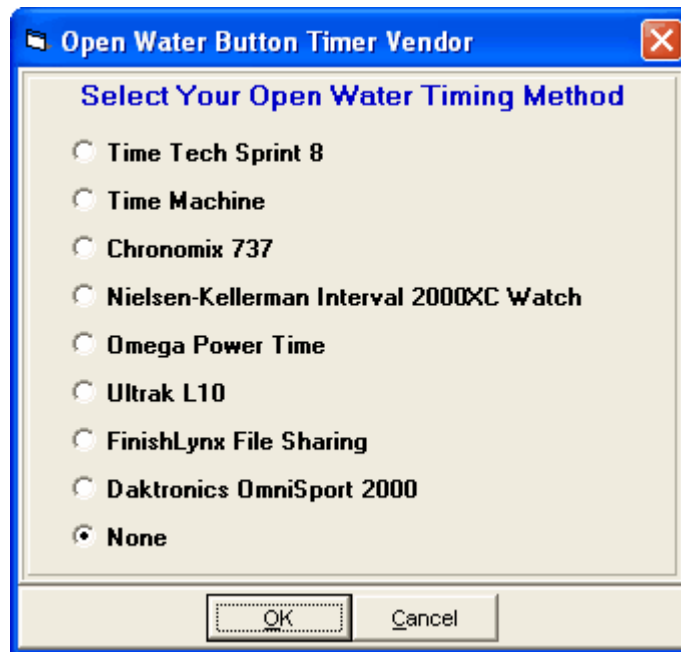 Open Water Button Timer Vendor
Select Your Open Water Timing Method
Time Tech Sprint 8
Time Machine
Chronomix 737
Nielsen-Kellerman Interval 2000XC Watch
Omega Power Time
Ultrak L10
FinishLynx File Sharing
Daktronics OmniSport 2000
None
OK
Cancel